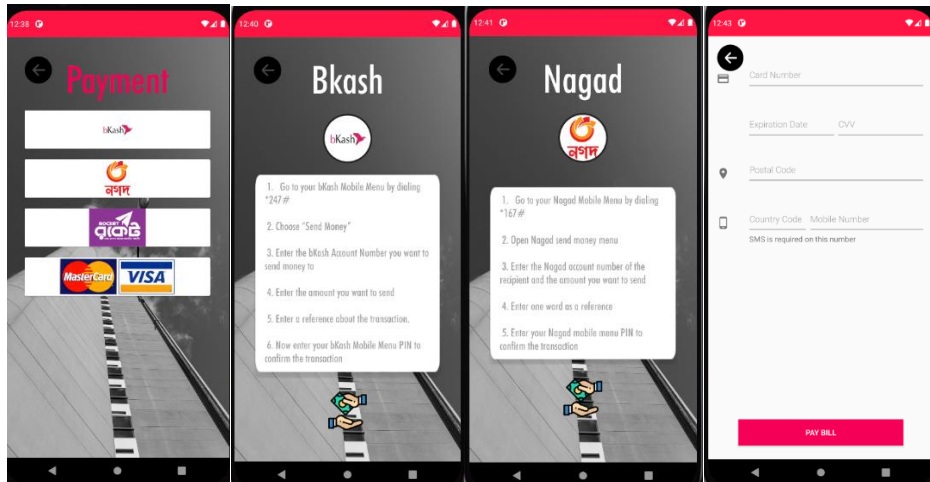 12:38
Payment
bKash
নগদ
ROCKET
রকেট
MasterCard VISA
12:40
Bkash
bKash
1. Go to your bKash Mobile Menu by dialing
*247#
2. Choose "Send Money"
3. Enter the bKash Account Number you want to
send money to
4. Enter the amount you want to send
5. Enter a reference about the transaction.
6. Now enter your bKash Mobile Menu PIN to
confirm the transaction
12:41
Nagad
নগদ
1. Go to your Nagad Mobile Menu by dialing
*167#
2. Open Nagad send money menu
3. Enter the Nagad account number of the
recipient and the amount you want to send
4. Enter one word as a reference
5. Enter your Nagad mobile menu PIN to
confirm the transaction
12:43
Card Number
Expiration Date CVV
Postal Code
Country Code Mobile Number
SMS is required on this number
PAY BILL